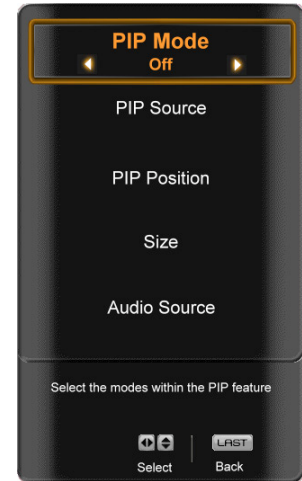 PIP Mode
Off
PIP Source
PIP Position
Size
Audio Source
Select the modes within the PIP feature
LAST
Select Back